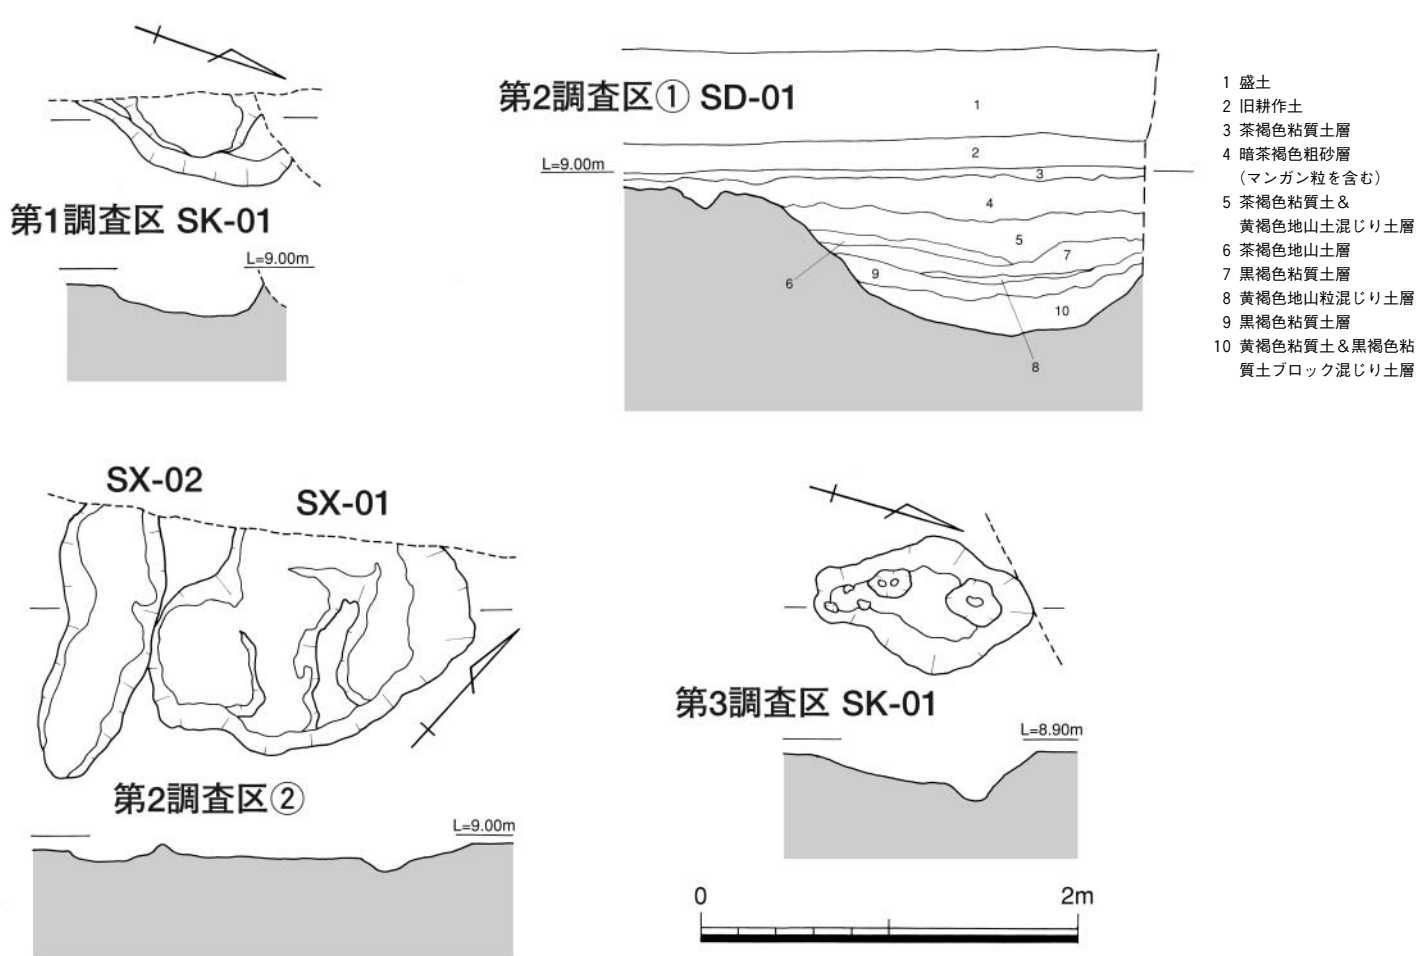 第1調査区 SK-01
L=9.00m
第2調査区① SD-01
L=9.00m
1
2
3
4
5
6
7
8
9
10
1 盛土
2 旧耕作土
3 茶褐色粘質土層
4 暗茶褐色粗砂層
(マンガン粒を含む)
5 茶褐色粘質土&
黄褐色地山土混じり土層
6 茶褐色地山土層
7 黒褐色粘質土層
8 黄褐色地山粒混じり土層
9 黒褐色粘質土層
10 黄褐色粘質土&黒褐色粘
質土ブロック混じり土層
SX-02
SX-01
第2調査区②
L=9.00m
第3調査区 SK-01
L=8.90m
0 2m